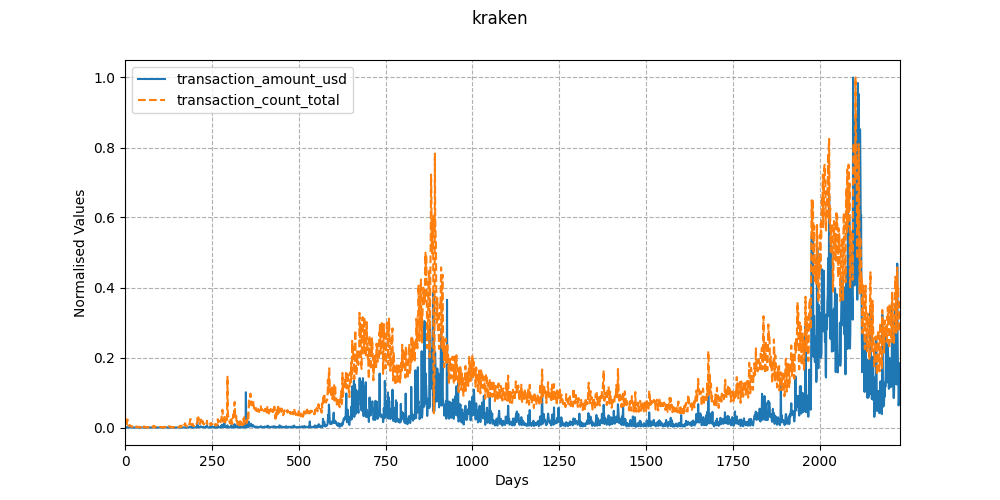 kraken
transaction_amount_usd
transaction_count_total
1.0
0.8
0.6
0.4
0.2
0.0
Normalised Values
0 250 500 750 1000 1250 1500 1750 2000
Days